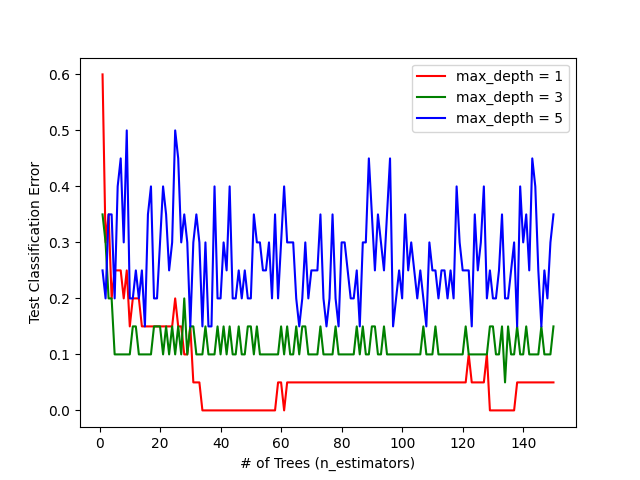 max_depth = 1
max_depth = 3
max_depth = 5
Test Classification Error
0.6
0.5
0.4
0.3
0.2
0.1
0.0
0 20 40 60 80 100 120 140
# of Trees (n_estimators)